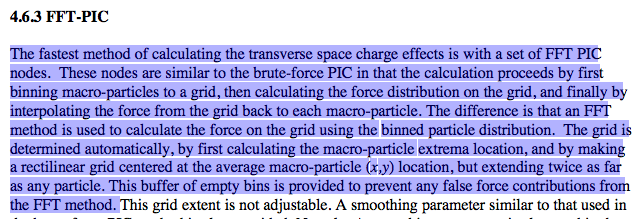 4.6.3 FFT-PIC
The fastest method of calculating the transverse space charge effects is with a set of FFT PIC
nodes.  These nodes are similar to the brute-force PIC in that the calculation proceeds by first
binning macro-particles to a grid, then calculating the force distribution on the grid, and finally by
interpolating the force from the grid back to each macro-particle. The difference is that an FFT
method is used to calculate the force on the grid using the binned particle distribution.  The grid is
determined automatically, by first calculating the macro-particle extrema location, and by making
a rectilinear grid centered at the average macro-particle (x,y) location, but extending twice as far
as any particle. This buffer of empty bins is provided to prevent any false force contributions from
the FFT method. This grid extent is not adjustable. A smoothing parameter similar to that used in